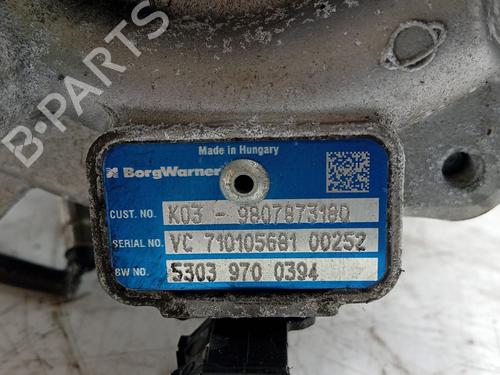 B-PARTS
Made in Hungary
BorgWarner
CUST. NO. K03 - 9807873180
SERIAL NO. VC 710105681 00252
BW NO. 5303 970 0394